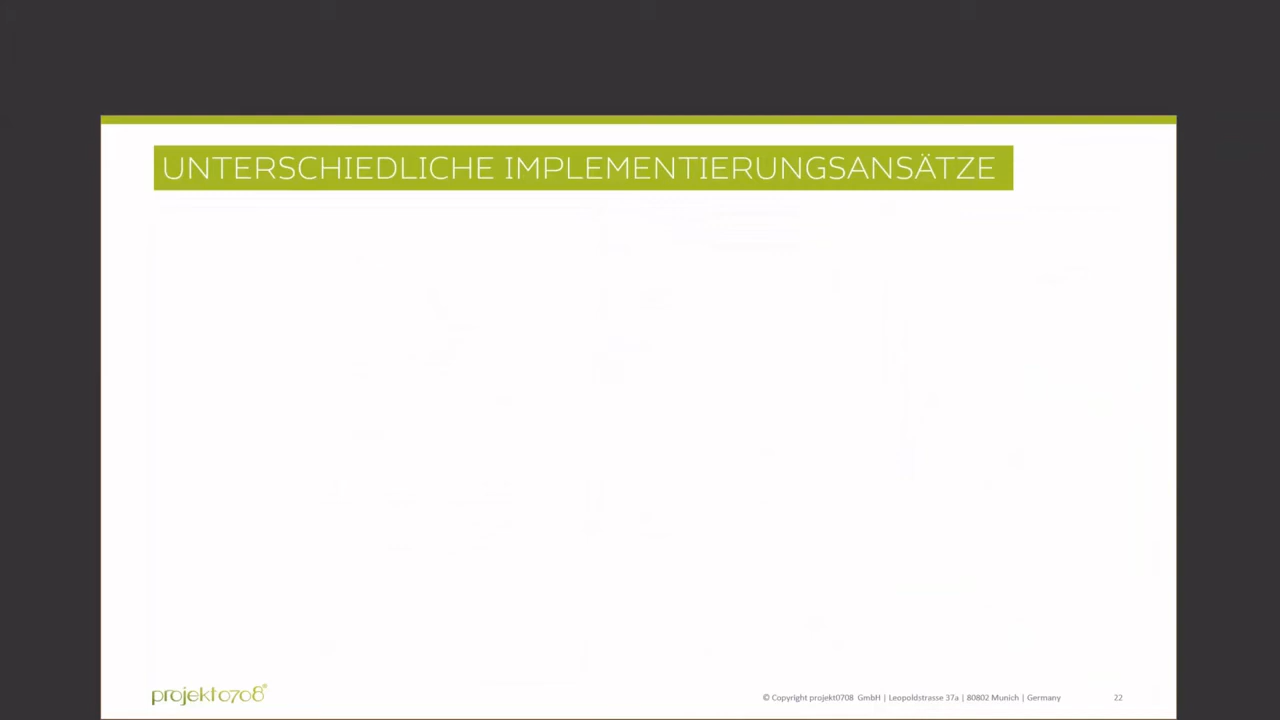 UNTERSCHIEDLICHE IMPLEMENTIERUNGSANSÄTZE
projekt0708®
© Copyright projekt0708 GmbH | Leopoldstrasse 37a | 80802 Munich | Germany
22